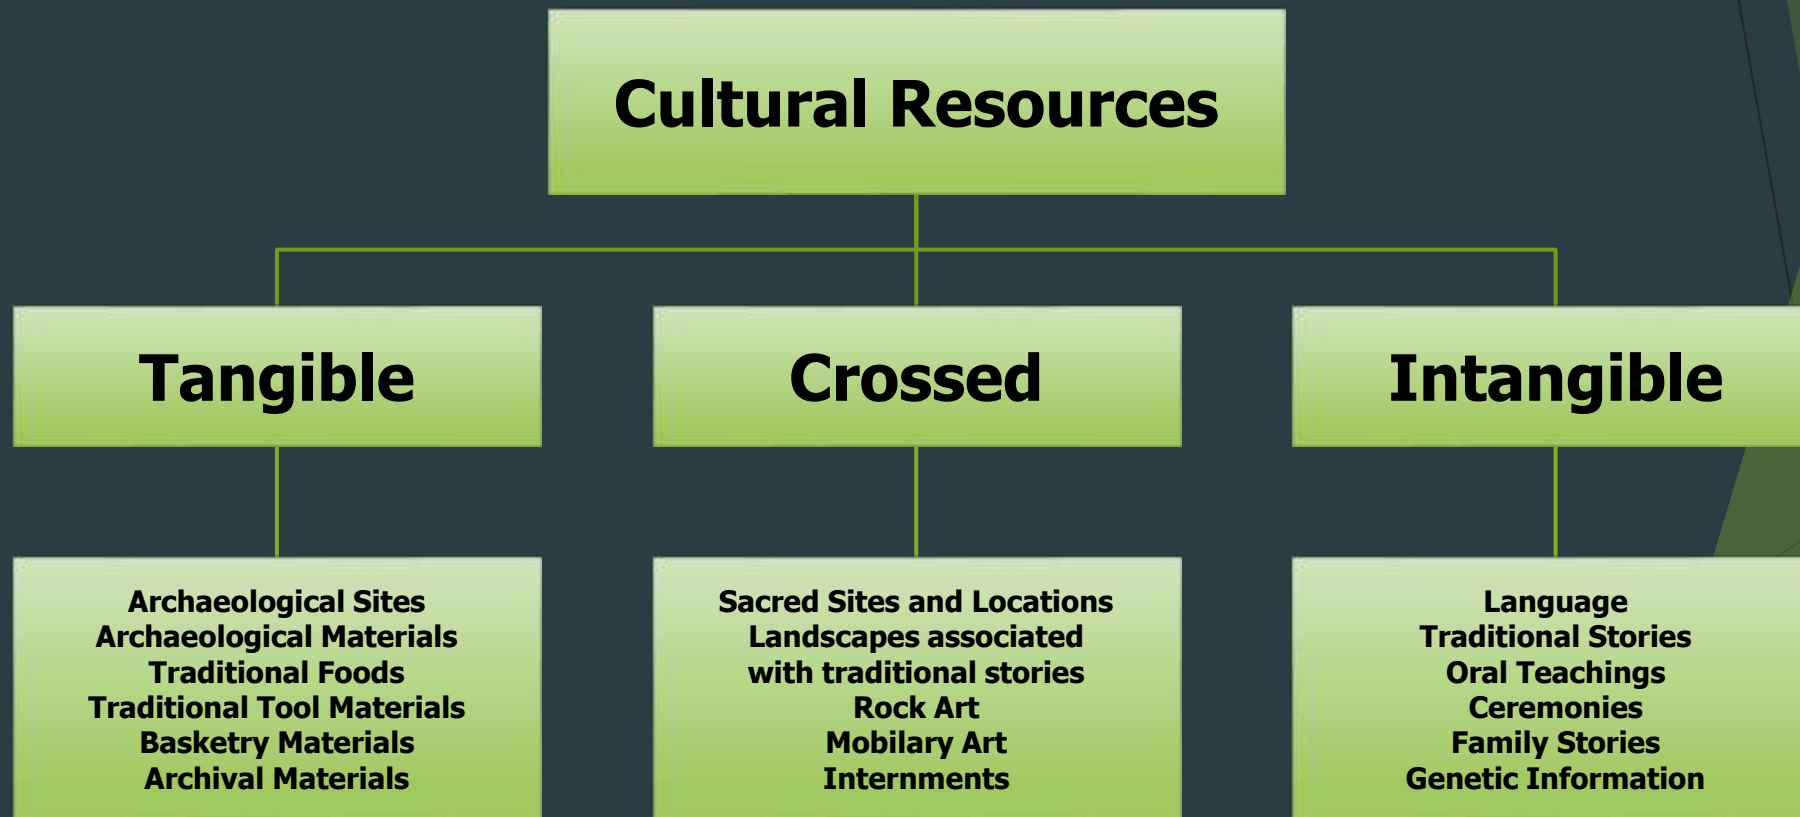 Cultural Resources
Tangible
Crossed
Intangible
Archaeological Sites
Archaeological Materials
Traditional Foods
Traditional Tool Materials
Basketry Materials
Archival Materials
Sacred Sites and Locations
Landscapes associated
with traditional stories
Rock Art
Mobilary Art
Internments
Language
Traditional Stories
Oral Teachings
Ceremonies
Family Stories
Genetic Information